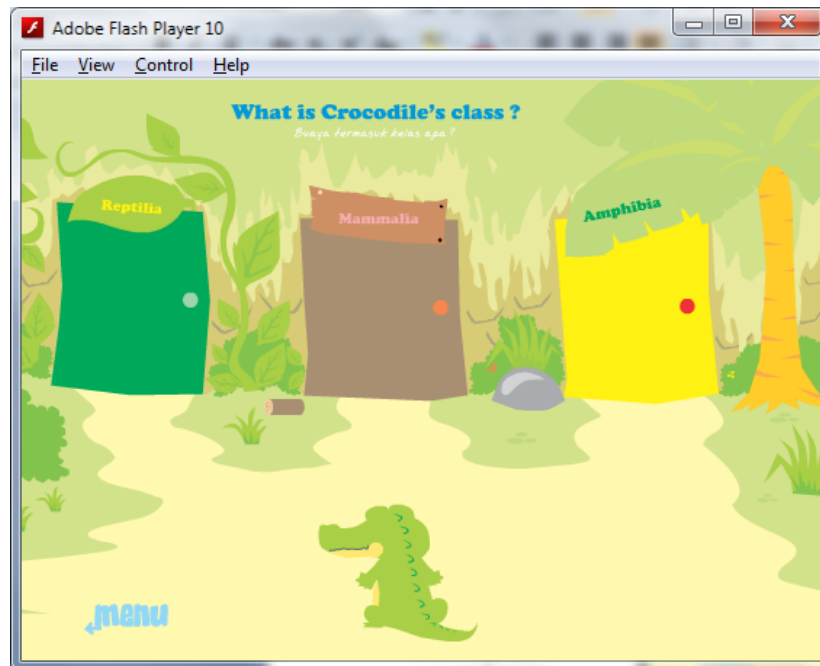 Adobe Flash Player 10
File View Control Help
What is Crocodile's class ?
Buaya termasuk kelas apa ?
Reptilia
Mammalia
Amphibia
menu